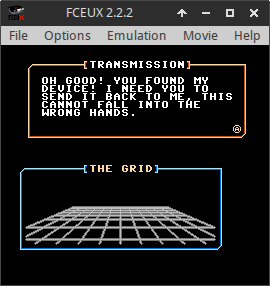 FCEUX 2.2.2
File Options Emulation Movie Help
TRANSMISSION
OH GOOD! YOU FOUND MY
DEVICE! I NEED YOU TO
SEND IT BACK TO ME, THIS
CANNOT FALL INTO THE
WRONG HANDS.
@
THE GRID